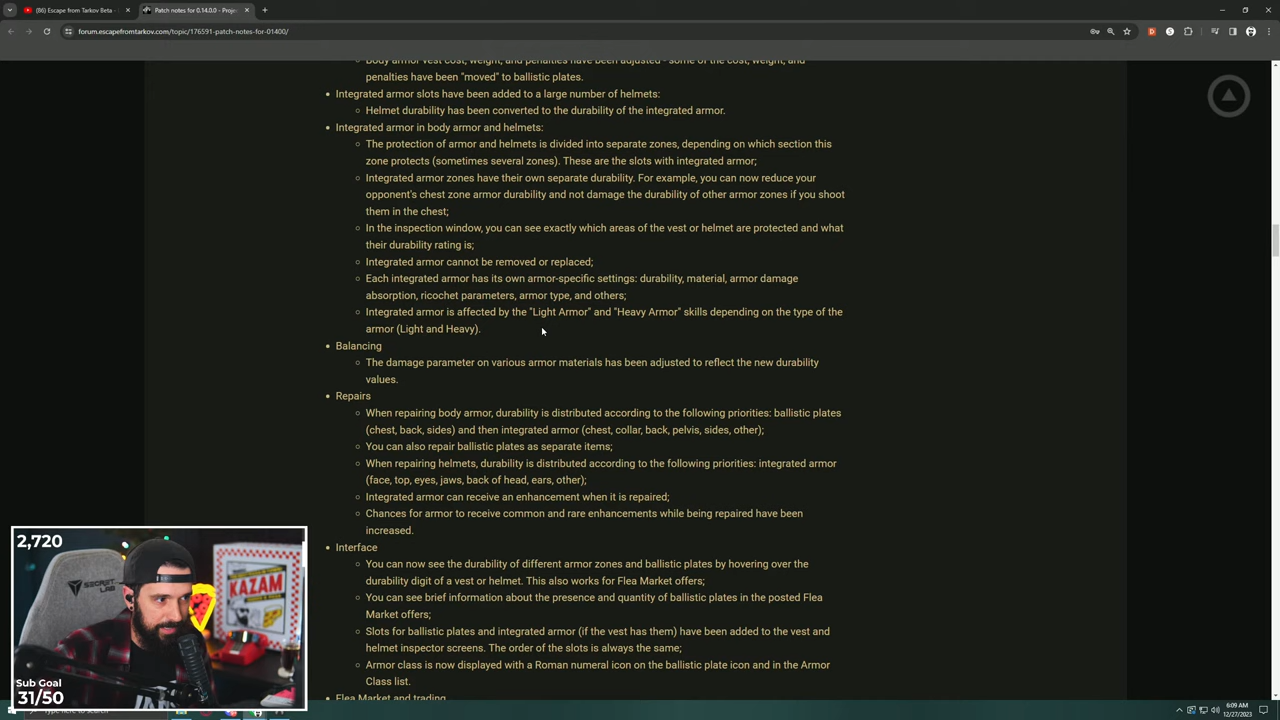 (86) Escape from Tarkov Beta -
Patch notes for 0.14.0.0 - Proje
forum.escapefromtarkov.com/topic/176591-patch-notes-for-01400/
Body armor vest cost, weight, and penalties have been adjusted - some of the cost, weight, and
penalties have been "moved" to ballistic plates.
Integrated armor slots have been added to a large number of helmets:
Helmet durability has been converted to the durability of the integrated armor.
Integrated armor in body armor and helmets:
The protection of armor and helmets is divided into separate zones, depending on which section this
zone protects (sometimes several zones). These are the slots with integrated armor;
Integrated armor zones have their own separate durability. For example, you can now reduce your
opponent's chest zone armor durability and not damage the durability of other armor zones if you shoot
them in the chest;
In the inspection window, you can see exactly which areas of the vest or helmet are protected and what
their durability rating is;
Integrated armor cannot be removed or replaced;
Each integrated armor has its own armor-specific settings: durability, material, armor damage
absorption, ricochet parameters, armor type, and others;
Integrated armor is affected by the "Light Armor" and "Heavy Armor" skills depending on the type of the
armor (Light and Heavy).
Balancing
The damage parameter on various armor materials has been adjusted to reflect the new durability
values.
Repairs
When repairing body armor, durability is distributed according to the following priorities: ballistic plates
(chest, back, sides) and then integrated armor (chest, collar, back, pelvis, sides, other);
You can also repair ballistic plates as separate items;
When repairing helmets, durability is distributed according to the following priorities: integrated armor
(face, top, eyes, jaws, back of head, ears, other);
Integrated armor can receive an enhancement when it is repaired;
Chances for armor to receive common and rare enhancements while being repaired have been
increased.
Interface
You can now see the durability of different armor zones and ballistic plates by hovering over the
durability digit of a vest or helmet. This also works for Flea Market offers;
You can see brief information about the presence and quantity of ballistic plates in the posted Flea
Market offers;
Slots for ballistic plates and integrated armor (if the vest has them) have been added to the vest and
helmet inspector screens. The order of the slots is always the same;
Armor class is now displayed with a Roman numeral icon on the ballistic plate icon and in the Armor
Class list.
Flea Market and trading
2,720
SECRETLAB
KAZAM
Sub Goal
31/50
Type here to search
6:09 AM
12/27/2023